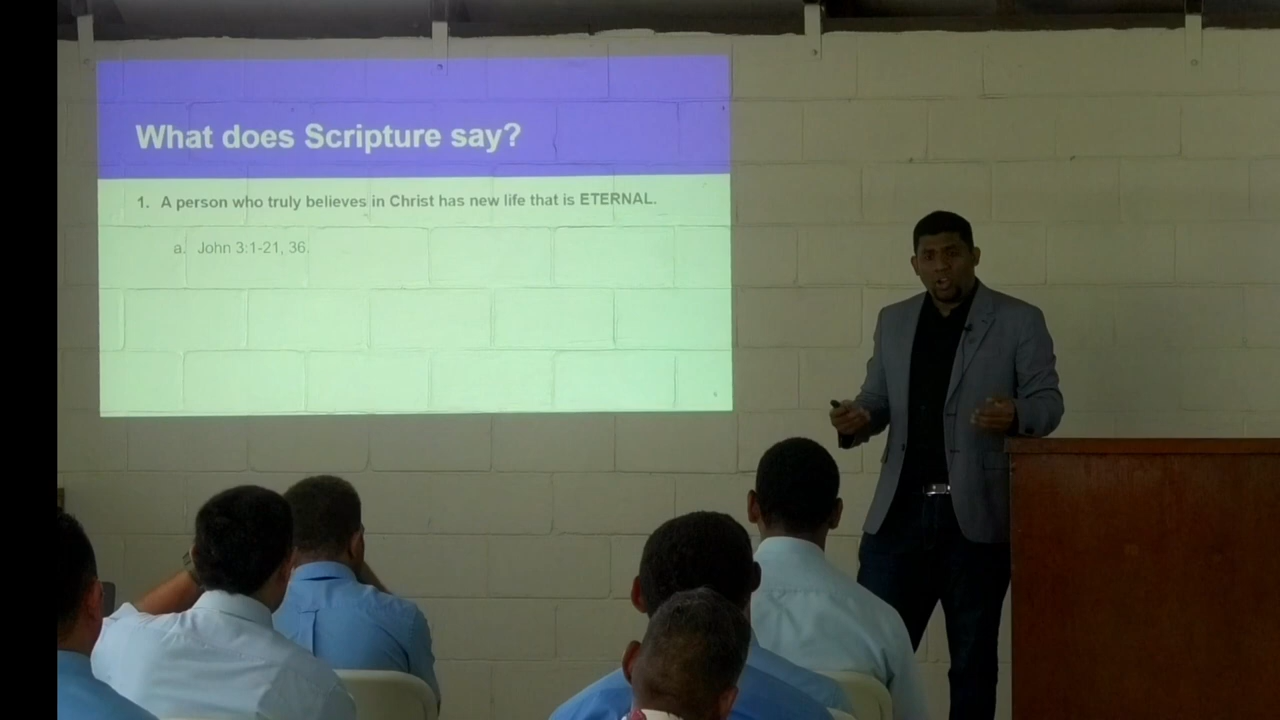 What does Scripture say?
1. A person who truly believes in Christ has new life that is ETERNAL.
a. John 3:1-21, 36.